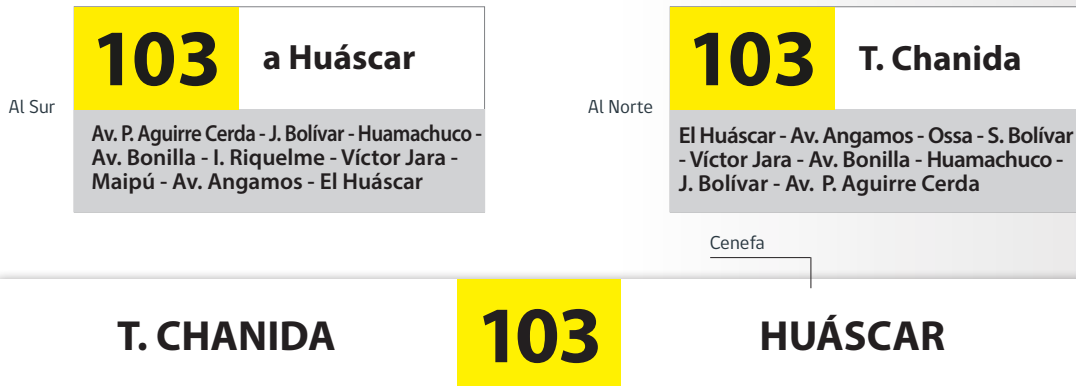 103 a Huáscar
Al Sur
Av. P. Aguirre Cerda - J. Bolívar - Huamachuco -
Av. Bonilla - I. Riquelme - Víctor Jara -
Maipú - Av. Angamos - El Huáscar
103 T. Chanida
Al Norte
El Huáscar - Av. Angamos - Ossa - S. Bolívar
- Víctor Jara - Av. Bonilla - Huamachuco -
J. Bolívar - Av. P. Aguirre Cerda
Cenefa
T. CHANIDA 103 HUÁSCAR